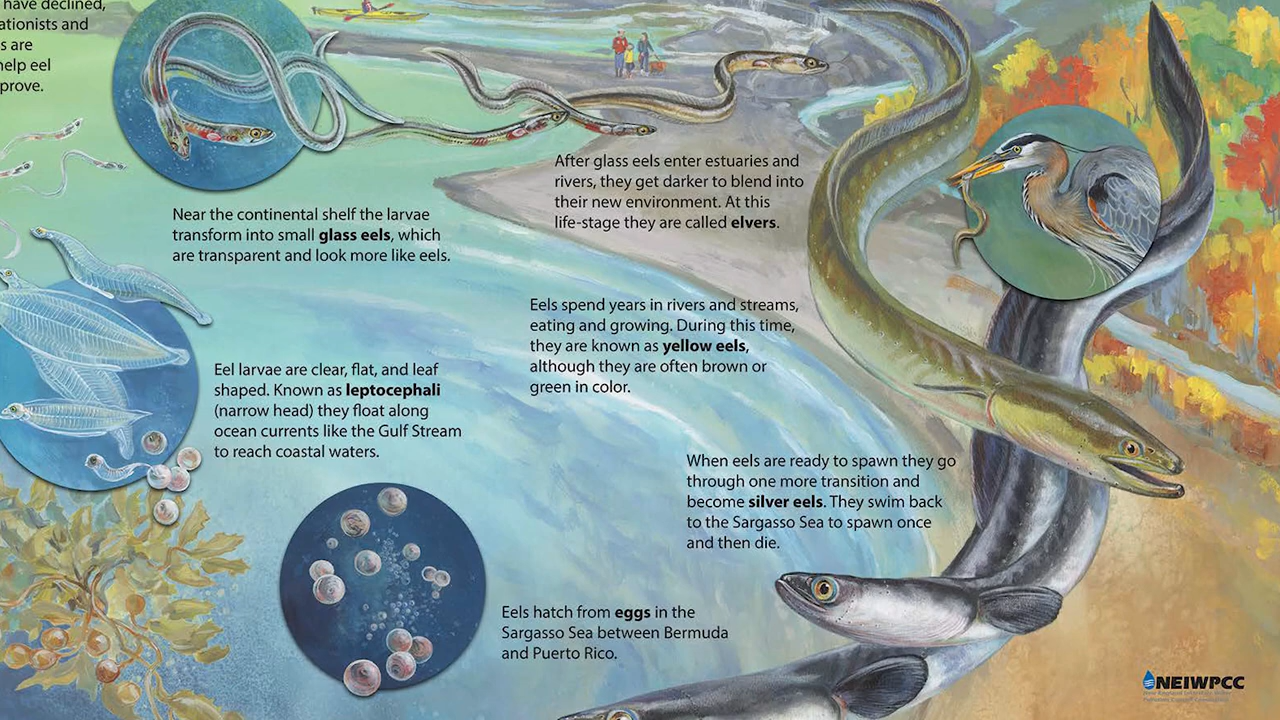 have declined,
ationists and
s are
help eel
prove.
After glass eels enter estuaries and
rivers, they get darker to blend into
their new environment. At this
life-stage they are called elvers.
Near the continental shelf the larvae
transform into small glass eels, which
are transparent and look more like eels.
Eels spend years in rivers and streams,
eating and growing. During this time,
they are known as yellow eels,
although they are often brown or
green in color.
Eel larvae are clear, flat, and leaf
shaped. Known as leptocephali
(narrow head) they float along
ocean currents like the Gulf Stream
to reach coastal waters.
When eels are ready to spawn they go
through one more transition and
become silver eels. They swim back
to the Sargasso Sea to spawn once
and then die.
Eels hatch from eggs in the
Sargasso Sea between Bermuda
and Puerto Rico.
NEIWPCC